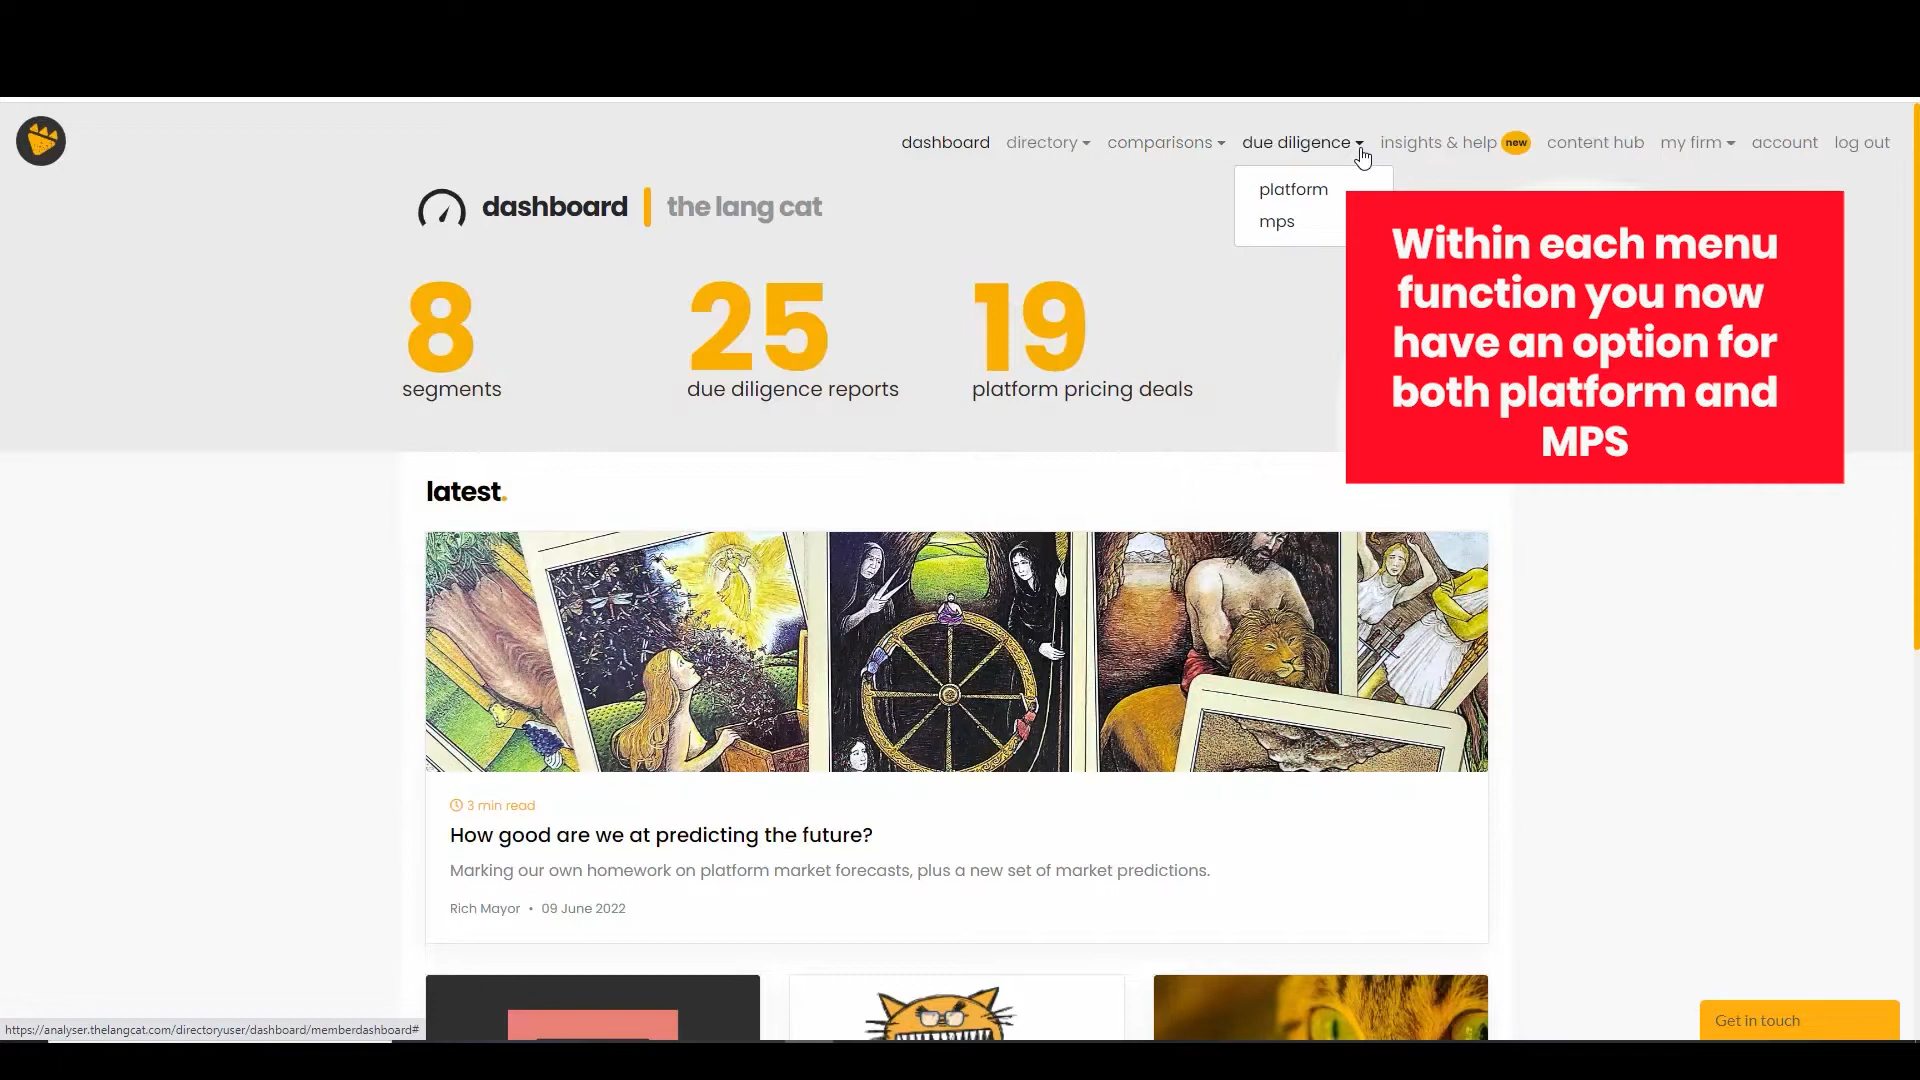 dashboard directory comparisons due diligence insights & help new content hub my firm account log out
platform
mps
dashboard the lang cat
8 25 19
segments due diligence reports platform pricing deals
Within each menu
function you now
have an option for
both platform and
MPS
latest.
3 min read
How good are we at predicting the future?
Marking our own homework on platform market forecasts, plus a new set of market predictions.
Rich Mayor • 09 June 2022
Get in touch
https://analyser.thelangcat.com/directoryuser/dashboard/memberdashboard#